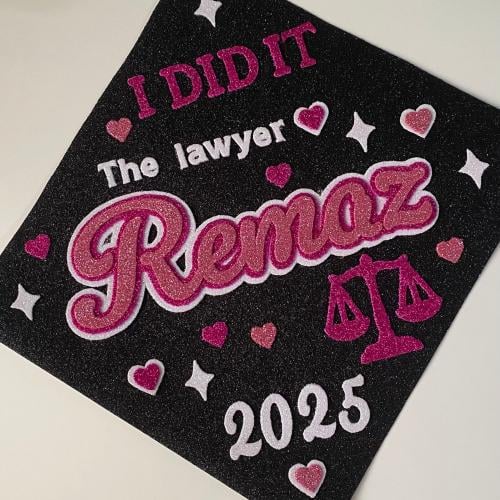 I DID IT
The lawyer
Remaz
2025